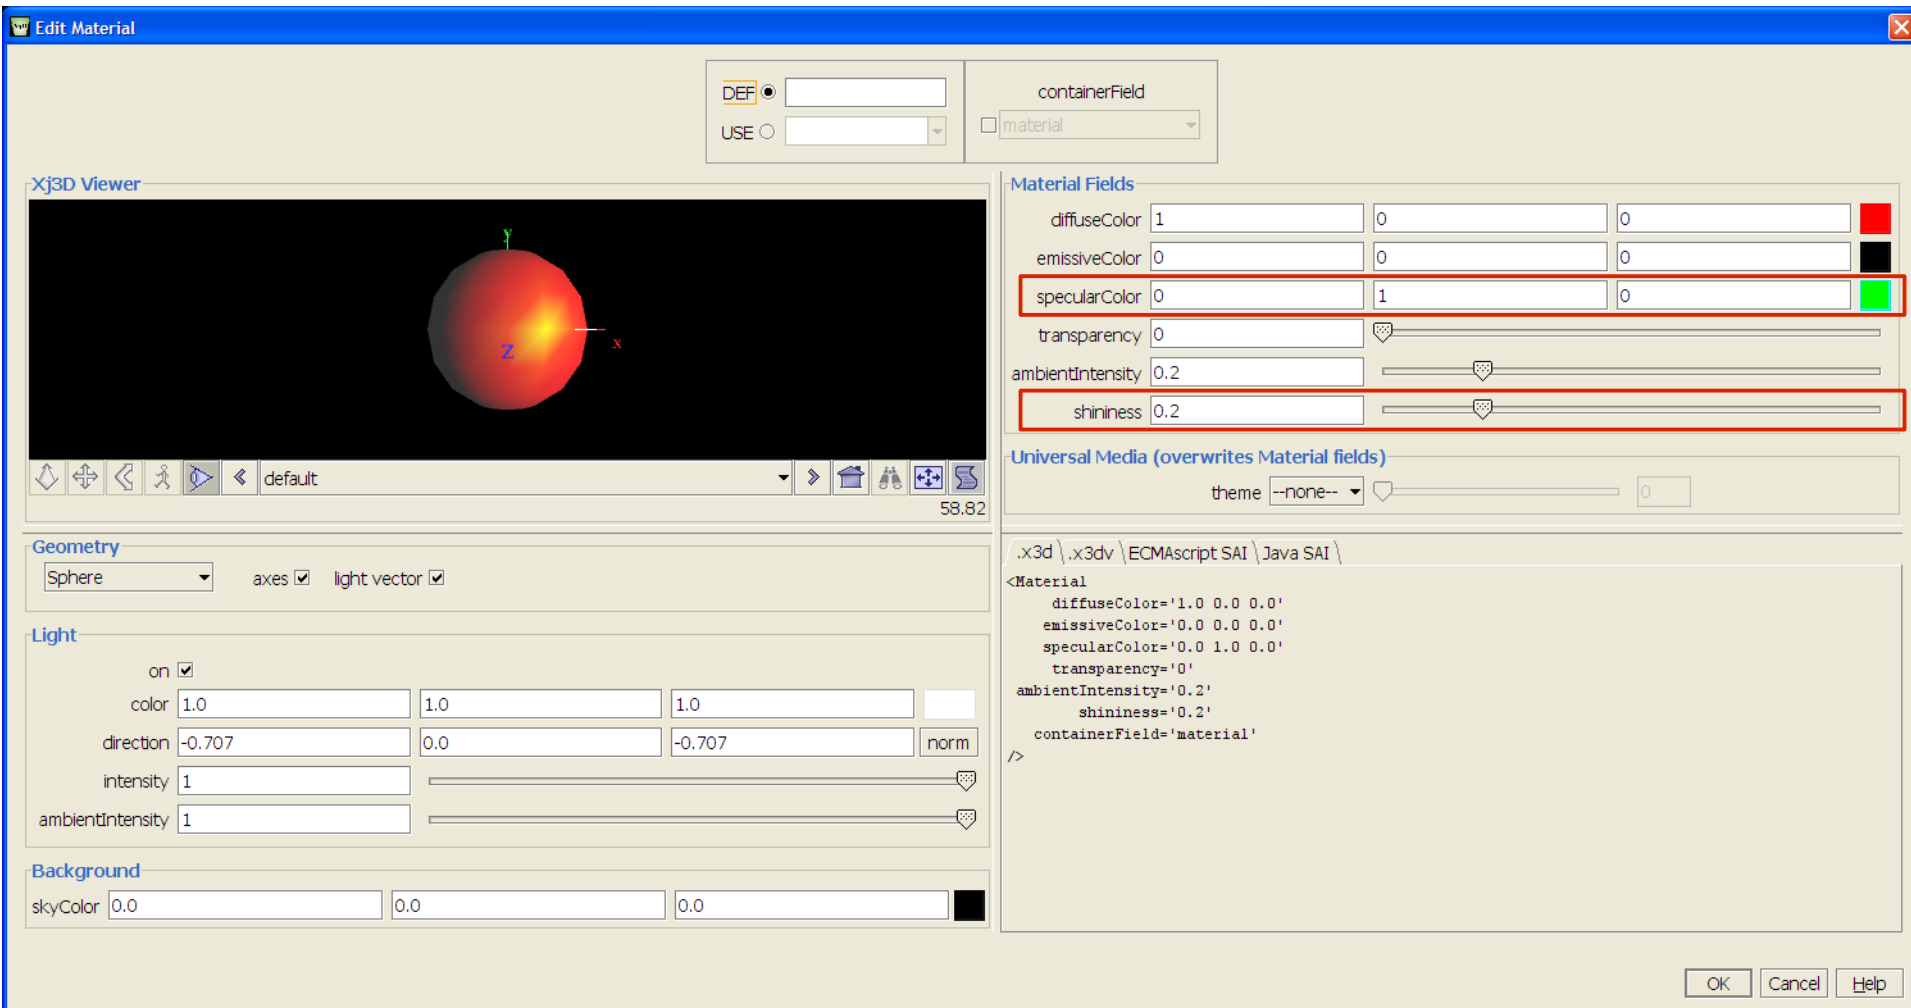 Edit Material
DEF
USE
containerField
material
Xj3D Viewer
y
x
z
default
58.82
Material Fields
diffuseColor 1 0 0
emissiveColor 0 0 0
specularColor 0 1 0
transparency 0
ambientIntensity 0.2
shininess 0.2
Universal Media (overwrites Material fields)
theme --none-- 0
Geometry
Sphere axes light vector
Light
on
color 1.0 1.0 1.0
direction -0.707 0.0 -0.707 norm
intensity 1
ambientIntensity 1
Background
skyColor 0.0 0.0 0.0
.x3d .x3dv ECMAscript SAI Java SAI
<Material
diffuseColor='1.0 0.0 0.0'
emissiveColor='0.0 0.0 0.0'
specularColor='0.0 1.0 0.0'
transparency='0'
ambientIntensity='0.2'
shininess='0.2'
containerField='material'
/>
OK Cancel Help